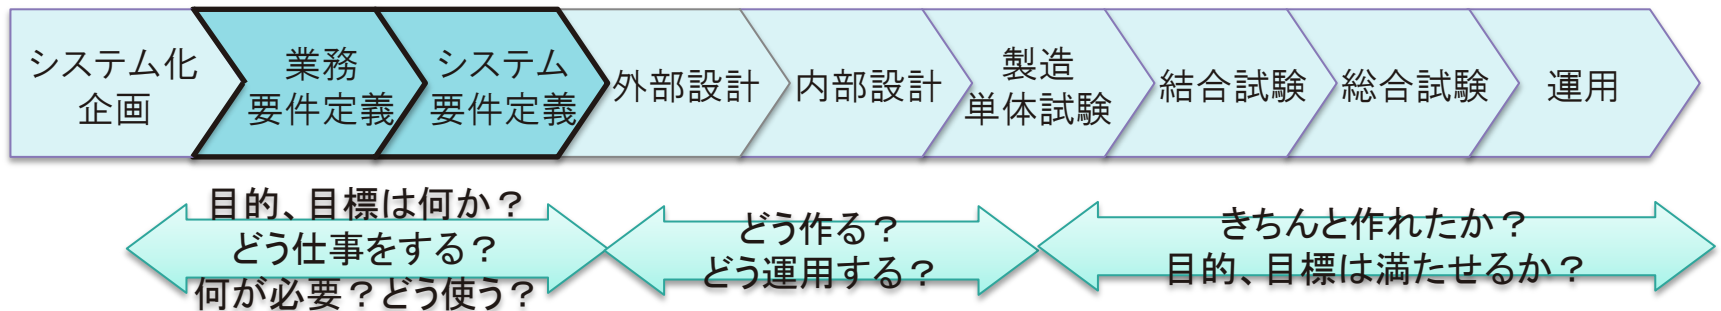 システム化
企画
業務
要件定義
システム
要件定義
外部設計
内部設計
製造
単体試験
結合試験
総合試験
運用
目的、目標は何か？
どう仕事をする？
何が必要？どう使う？
どう作る？
どう運用する？
きちんと作れたか？
目的、目標は満たせるか？